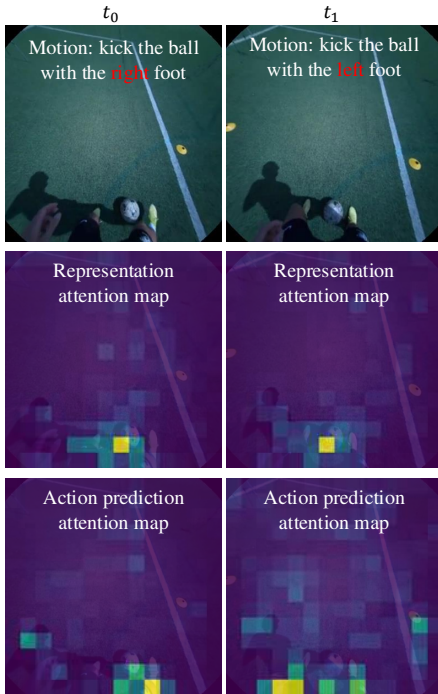 t₀
t₁
Motion: kick the ball
with the right foot
Motion: kick the ball
with the left foot
Representation
attention map
Representation
attention map
Action prediction
attention map
Action prediction
attention map